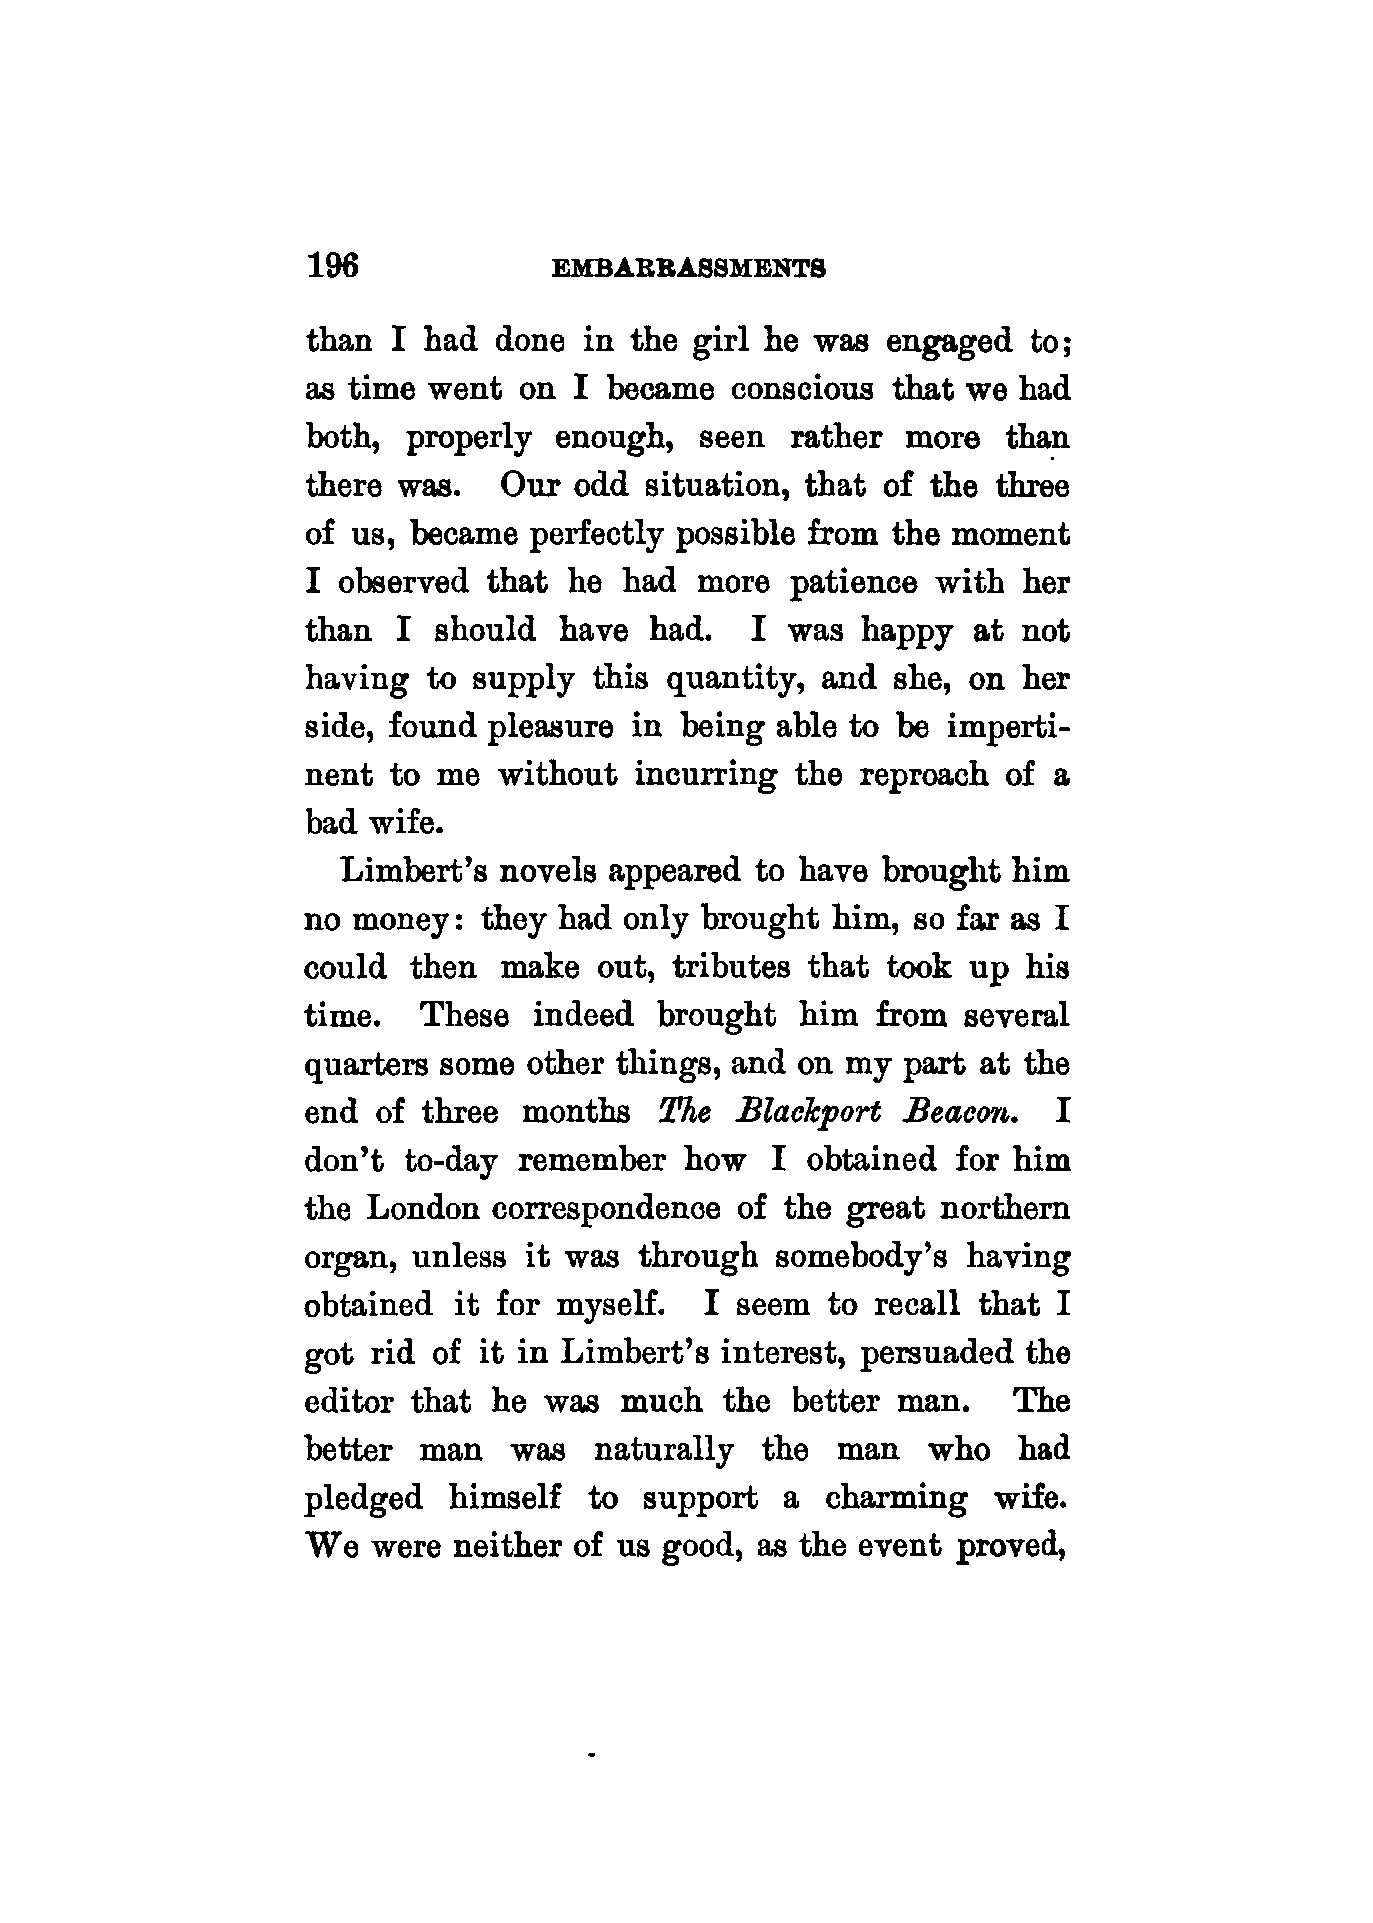 196 EMBARRASSMENTS
than I had done in the girl he was engaged to;
as time went on I became conscious that we had
both, properly enough, seen rather more than
there was. Our odd situation, that of the three
of us, became perfectly possible from the moment
I observed that he had more patience with her
than I should have had. I was happy at not
having to supply this quantity, and she, on her
side, found pleasure in being able to be imperti-
nent to me without incurring the reproach of a
bad wife.
Limbert's novels appeared to have brought him
no money: they had only brought him, so far as I
could then make out, tributes that took up his
time. These indeed brought him from several
quarters some other things, and on my part at the
end of three months The Blackport Beacon. I
don't to-day remember how I obtained for him
the London correspondence of the great northern
organ, unless it was through somebody's having
obtained it for myself. I seem to recall that I
got rid of it in Limbert's interest, persuaded the
editor that he was much the better man. The
better man was naturally the man who had
pledged himself to support a charming wife.
We were neither of us good, as the event proved,